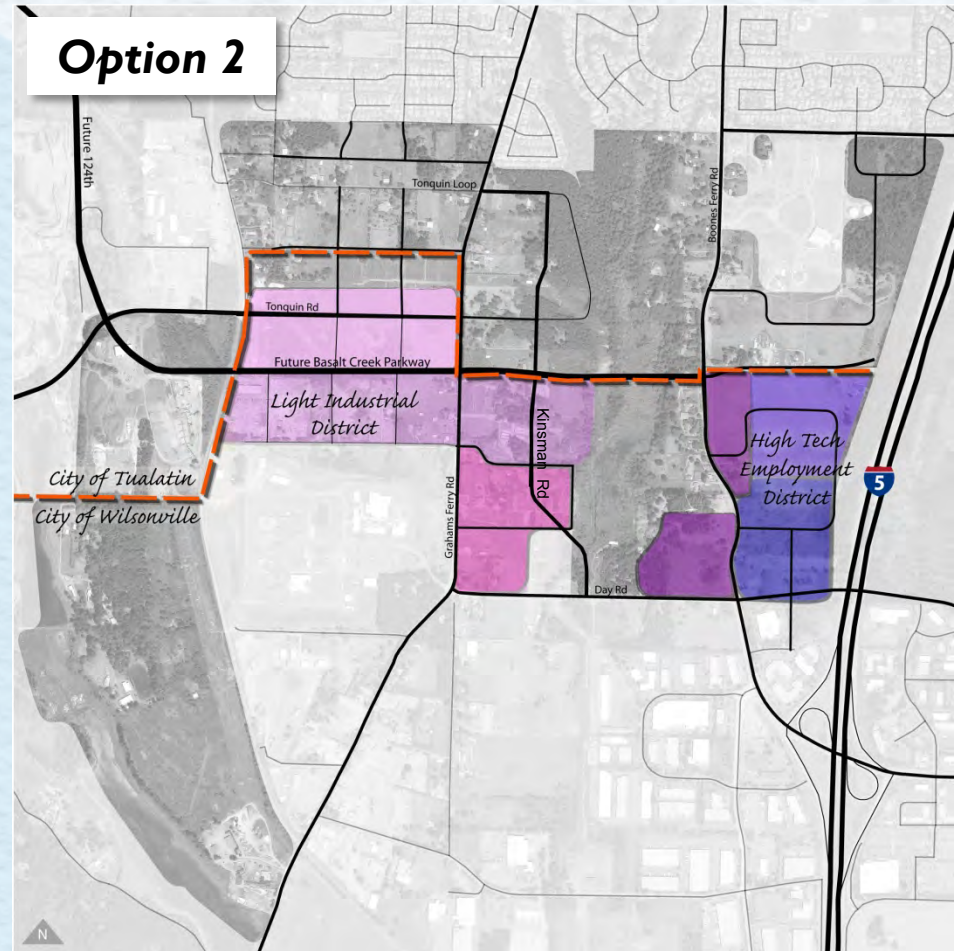 Option 2
Future 124th
Tonquin Loop
Boones Ferry Rd
Tonquin Rd
Future Basalt Creek Parkway
Light Industrial
District
Kinsman Rd
High Tech
Employment
District
5
City of Tualatin
City of Wilsonville
Grahams Ferry Rd
Day Rd
N